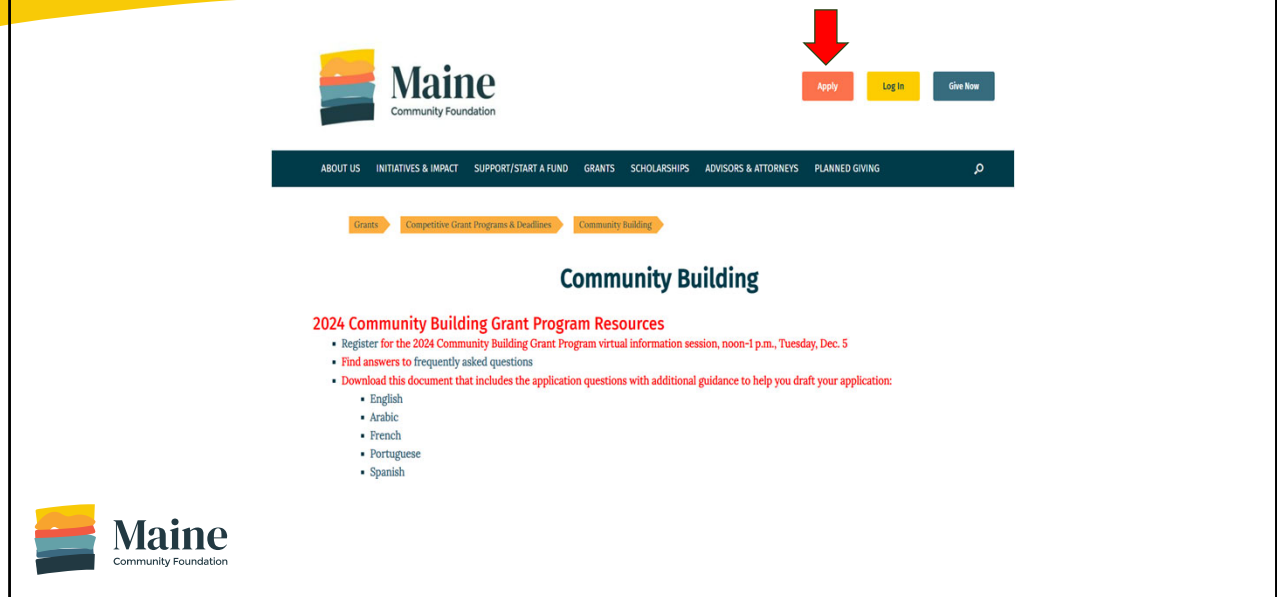 Maine
Community Foundation
Apply
Log In
Give Now
ABOUT US INITIATIVES & IMPACT SUPPORT/START A FUND GRANTS SCHOLARSHIPS ADVISORS & ATTORNEYS PLANNED GIVING
Grants Competitive Grant Programs & Deadlines Community Building
Community Building
2024 Community Building Grant Program Resources
Register for the 2024 Community Building Grant Program virtual information session, noon-1 p.m., Tuesday, Dec. 5
Find answers to frequently asked questions
Download this document that includes the application questions with additional guidance to help you draft your application:
English
Arabic
French
Portuguese
Spanish
Maine
Community Foundation